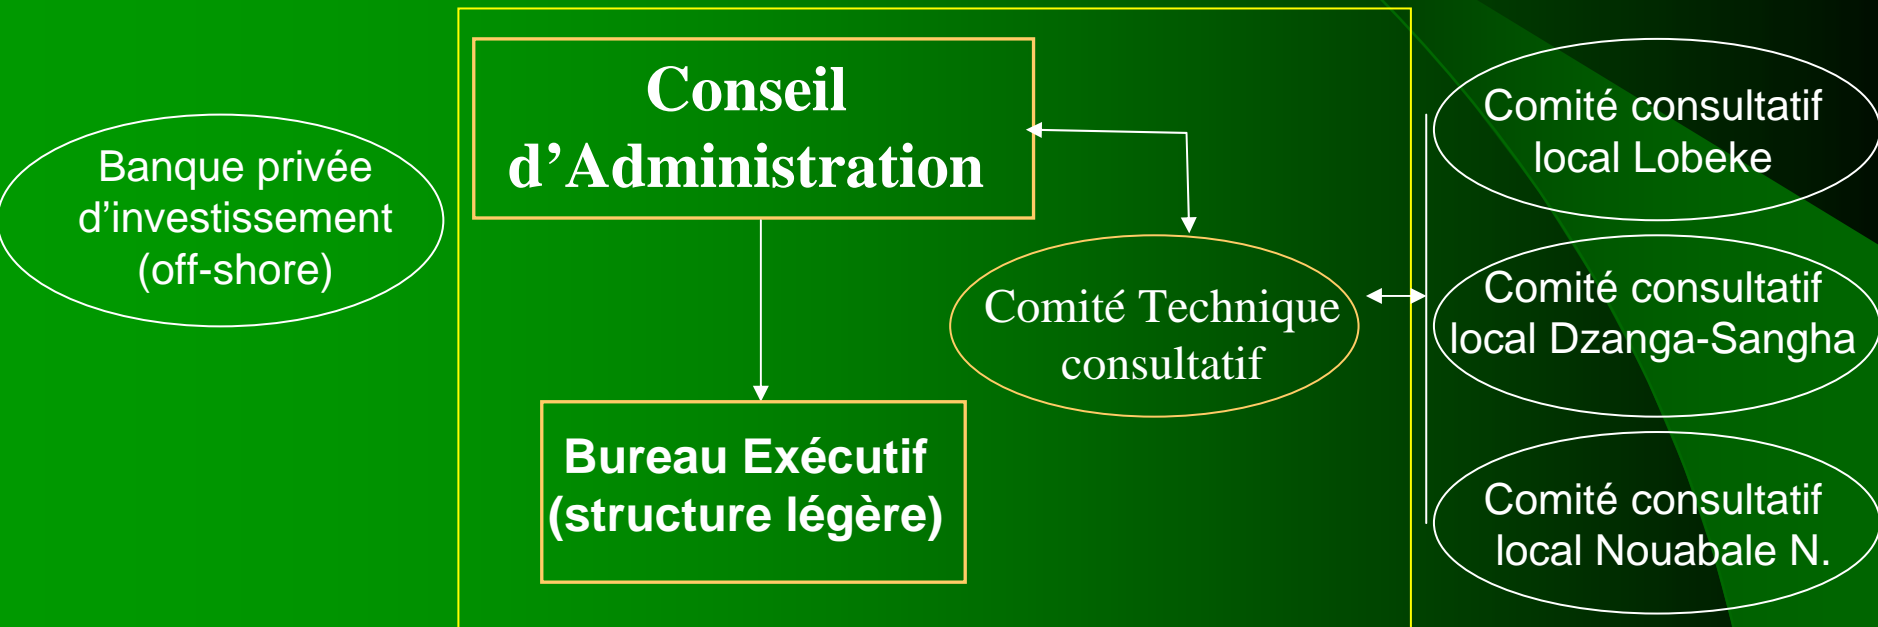 Banque privée
d’investissement
(off-shore)
Conseil
d’Administration
Comité Technique
consultatif
Bureau Exécutif
(structure légère)
Comité consultatif
local Lobeke
Comité consultatif
local Dzanga-Sangha
Comité consultatif
local Nouabale N.